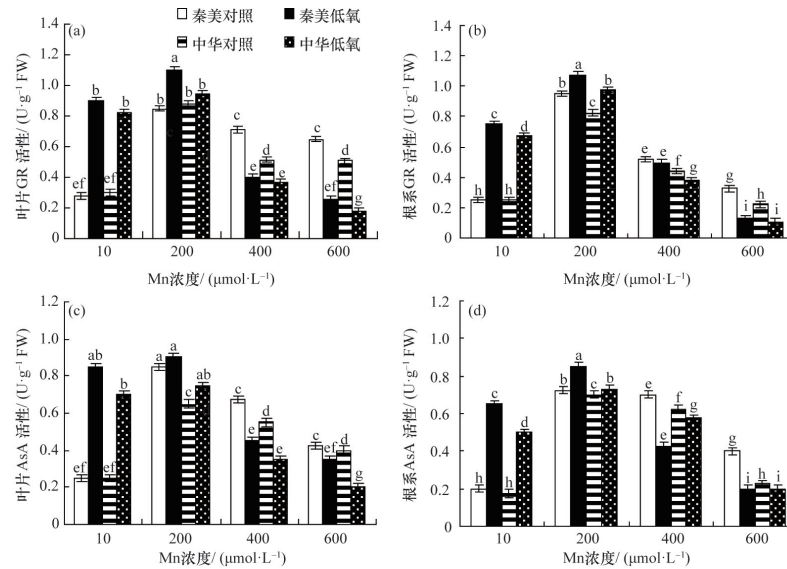 (a)
秦美对照 秦美低氧
中华对照 中华低氧
1.4
1.2
1.0
0.8
0.6
0.4
0.2
0
叶片GR 活性/ (U·g⁻¹ FW)
ef b ef b
b a b b
c
c e e e
c ef e g
10 200 400 600
Mn浓度/ (μmol·L⁻¹)
(b)
1.4
1.2
1.0
0.8
0.6
0.4
0.2
0
根系GR 活性/ (U·g⁻¹ FW)
h c h d
b a c b
e e f g
g i h i
10 200 400 600
Mn浓度/ (μmol·L⁻¹)
(c)
1.2
1.0
0.8
0.6
0.4
0.2
0
叶片AsA 活性/ (U·g⁻¹ FW)
ef ab ef b
a a c ab
c e d e
c ef d g
10 200 400 600
Mn浓度/ (μmol·L⁻¹)
(d)
1.2
1.0
0.8
0.6
0.4
0.2
0
根系AsA 活性/ (U·g⁻¹ FW)
h c h d
b a c b
e e f g
g i h i
10 200 400 600
Mn浓度/ (μmol·L⁻¹)